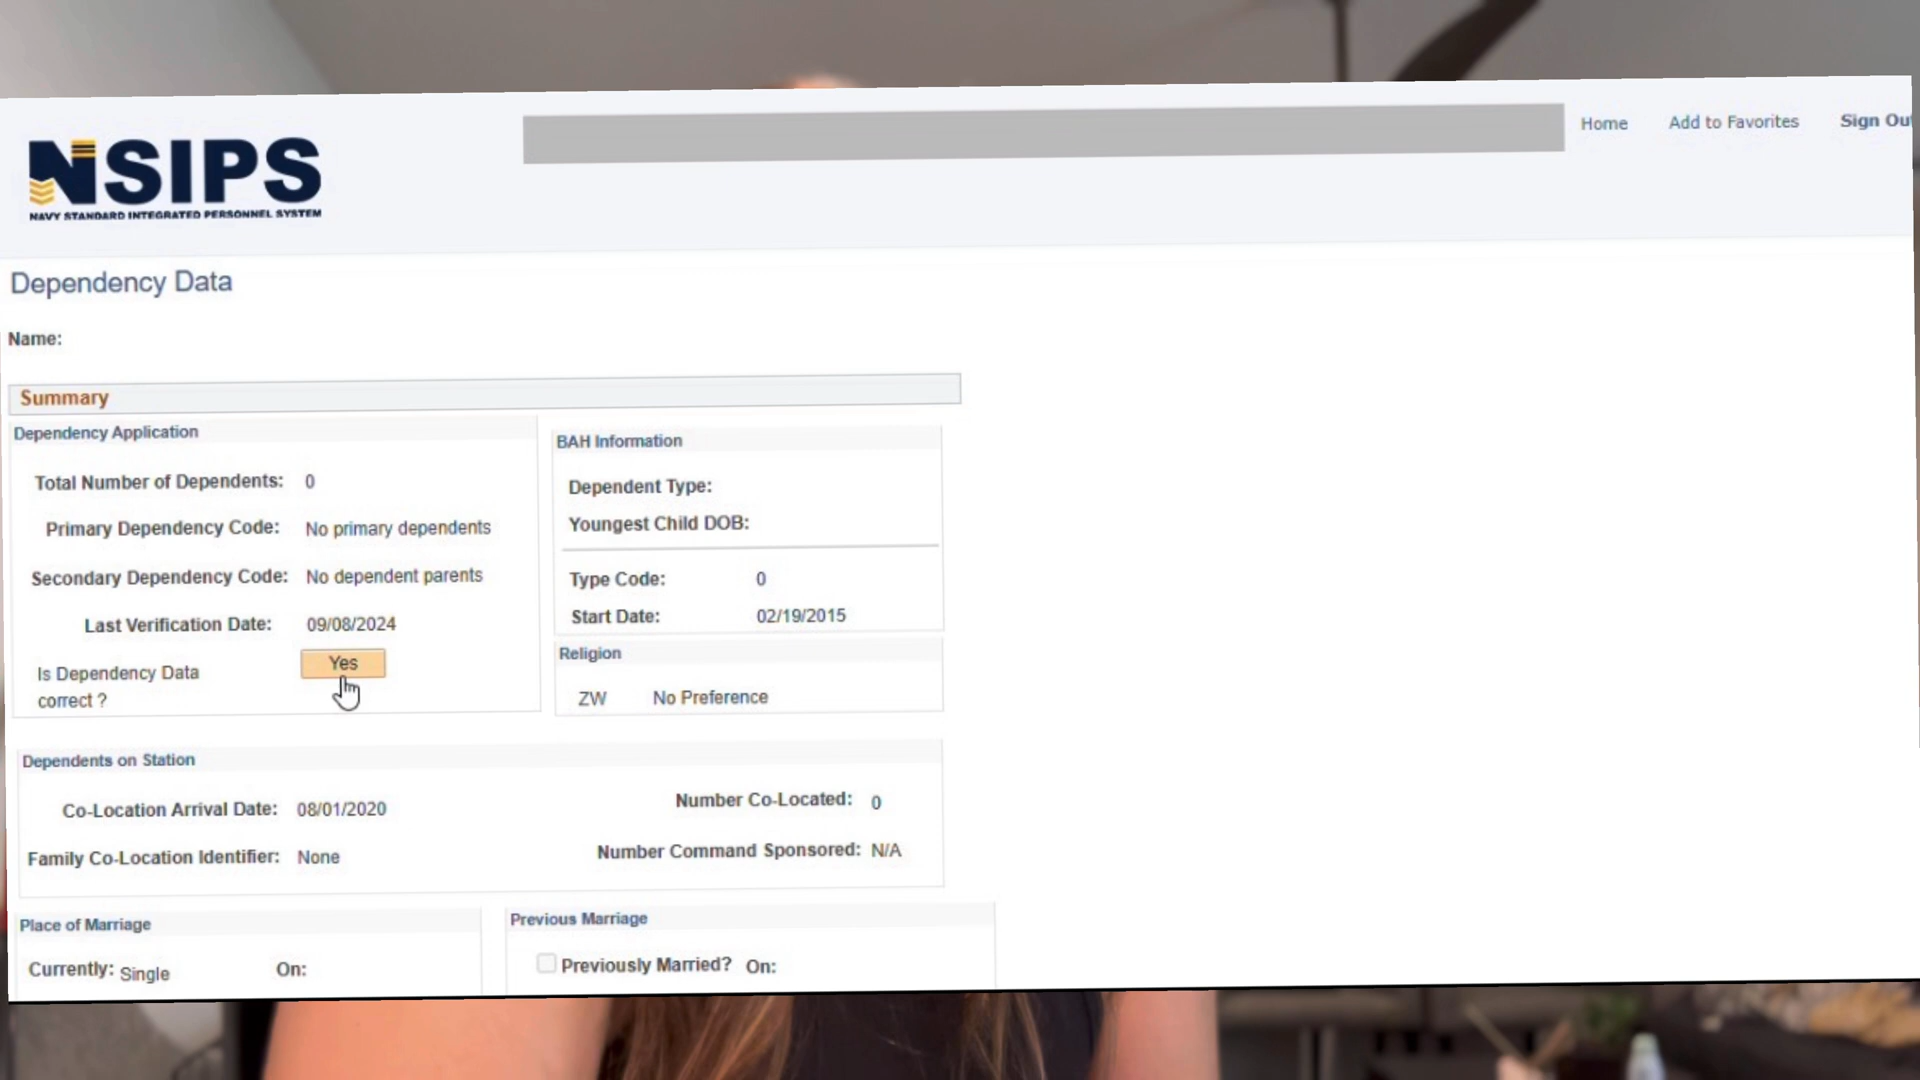 NSIPS
NAVY STANDARD INTEGRATED PERSONNEL SYSTEM
Home Add to Favorites Sign Out
Dependency Data
Name:
Summary
Dependency Application
Total Number of Dependents: 0
Primary Dependency Code: No primary dependents
Secondary Dependency Code: No dependent parents
Last Verification Date: 09/08/2024
Is Dependency Data correct ? Yes
BAH Information
Dependent Type:
Youngest Child DOB:
Type Code: 0
Start Date: 02/19/2015
Religion
ZW No Preference
Dependents on Station
Co-Location Arrival Date: 08/01/2020
Number Co-Located: 0
Family Co-Location Identifier: None
Number Command Sponsored: N/A
Place of Marriage
Currently: Single On:
Previous Marriage
Previously Married? On: